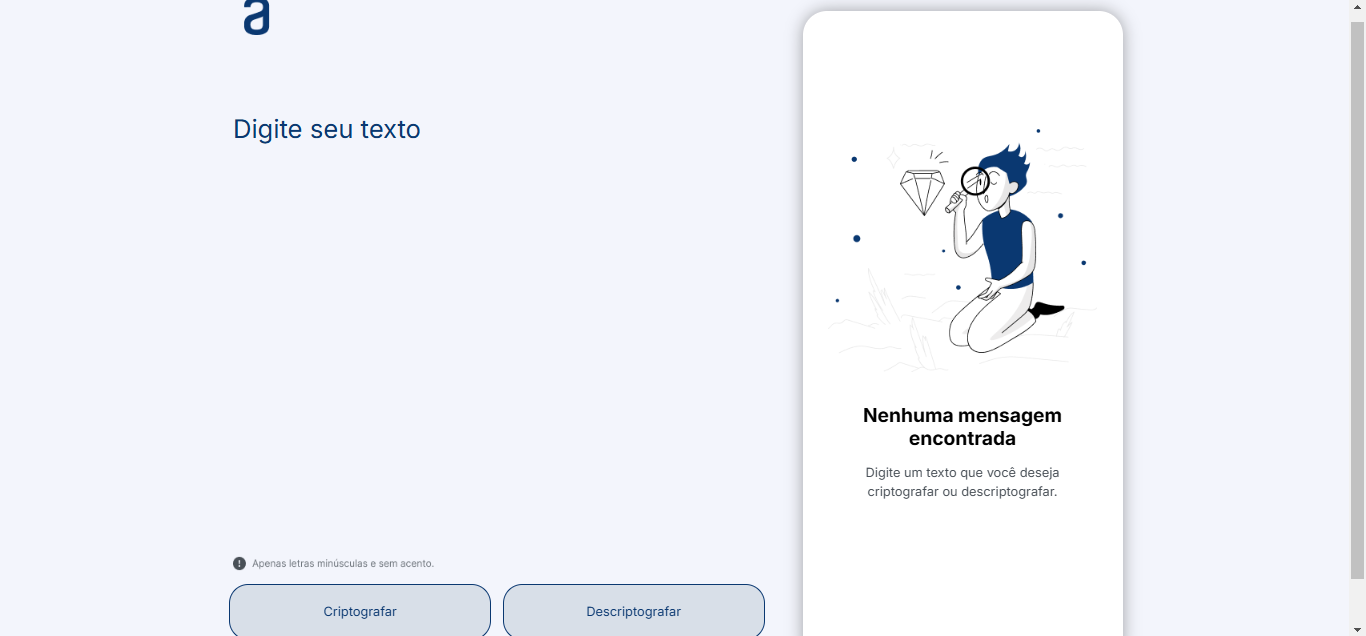 a
Digite seu texto
Nenhuma mensagem
encontrada
Digite um texto que você deseja
criptografar ou descriptografar.
Apenas letras minúsculas e sem acento.
Criptografar
Descriptografar